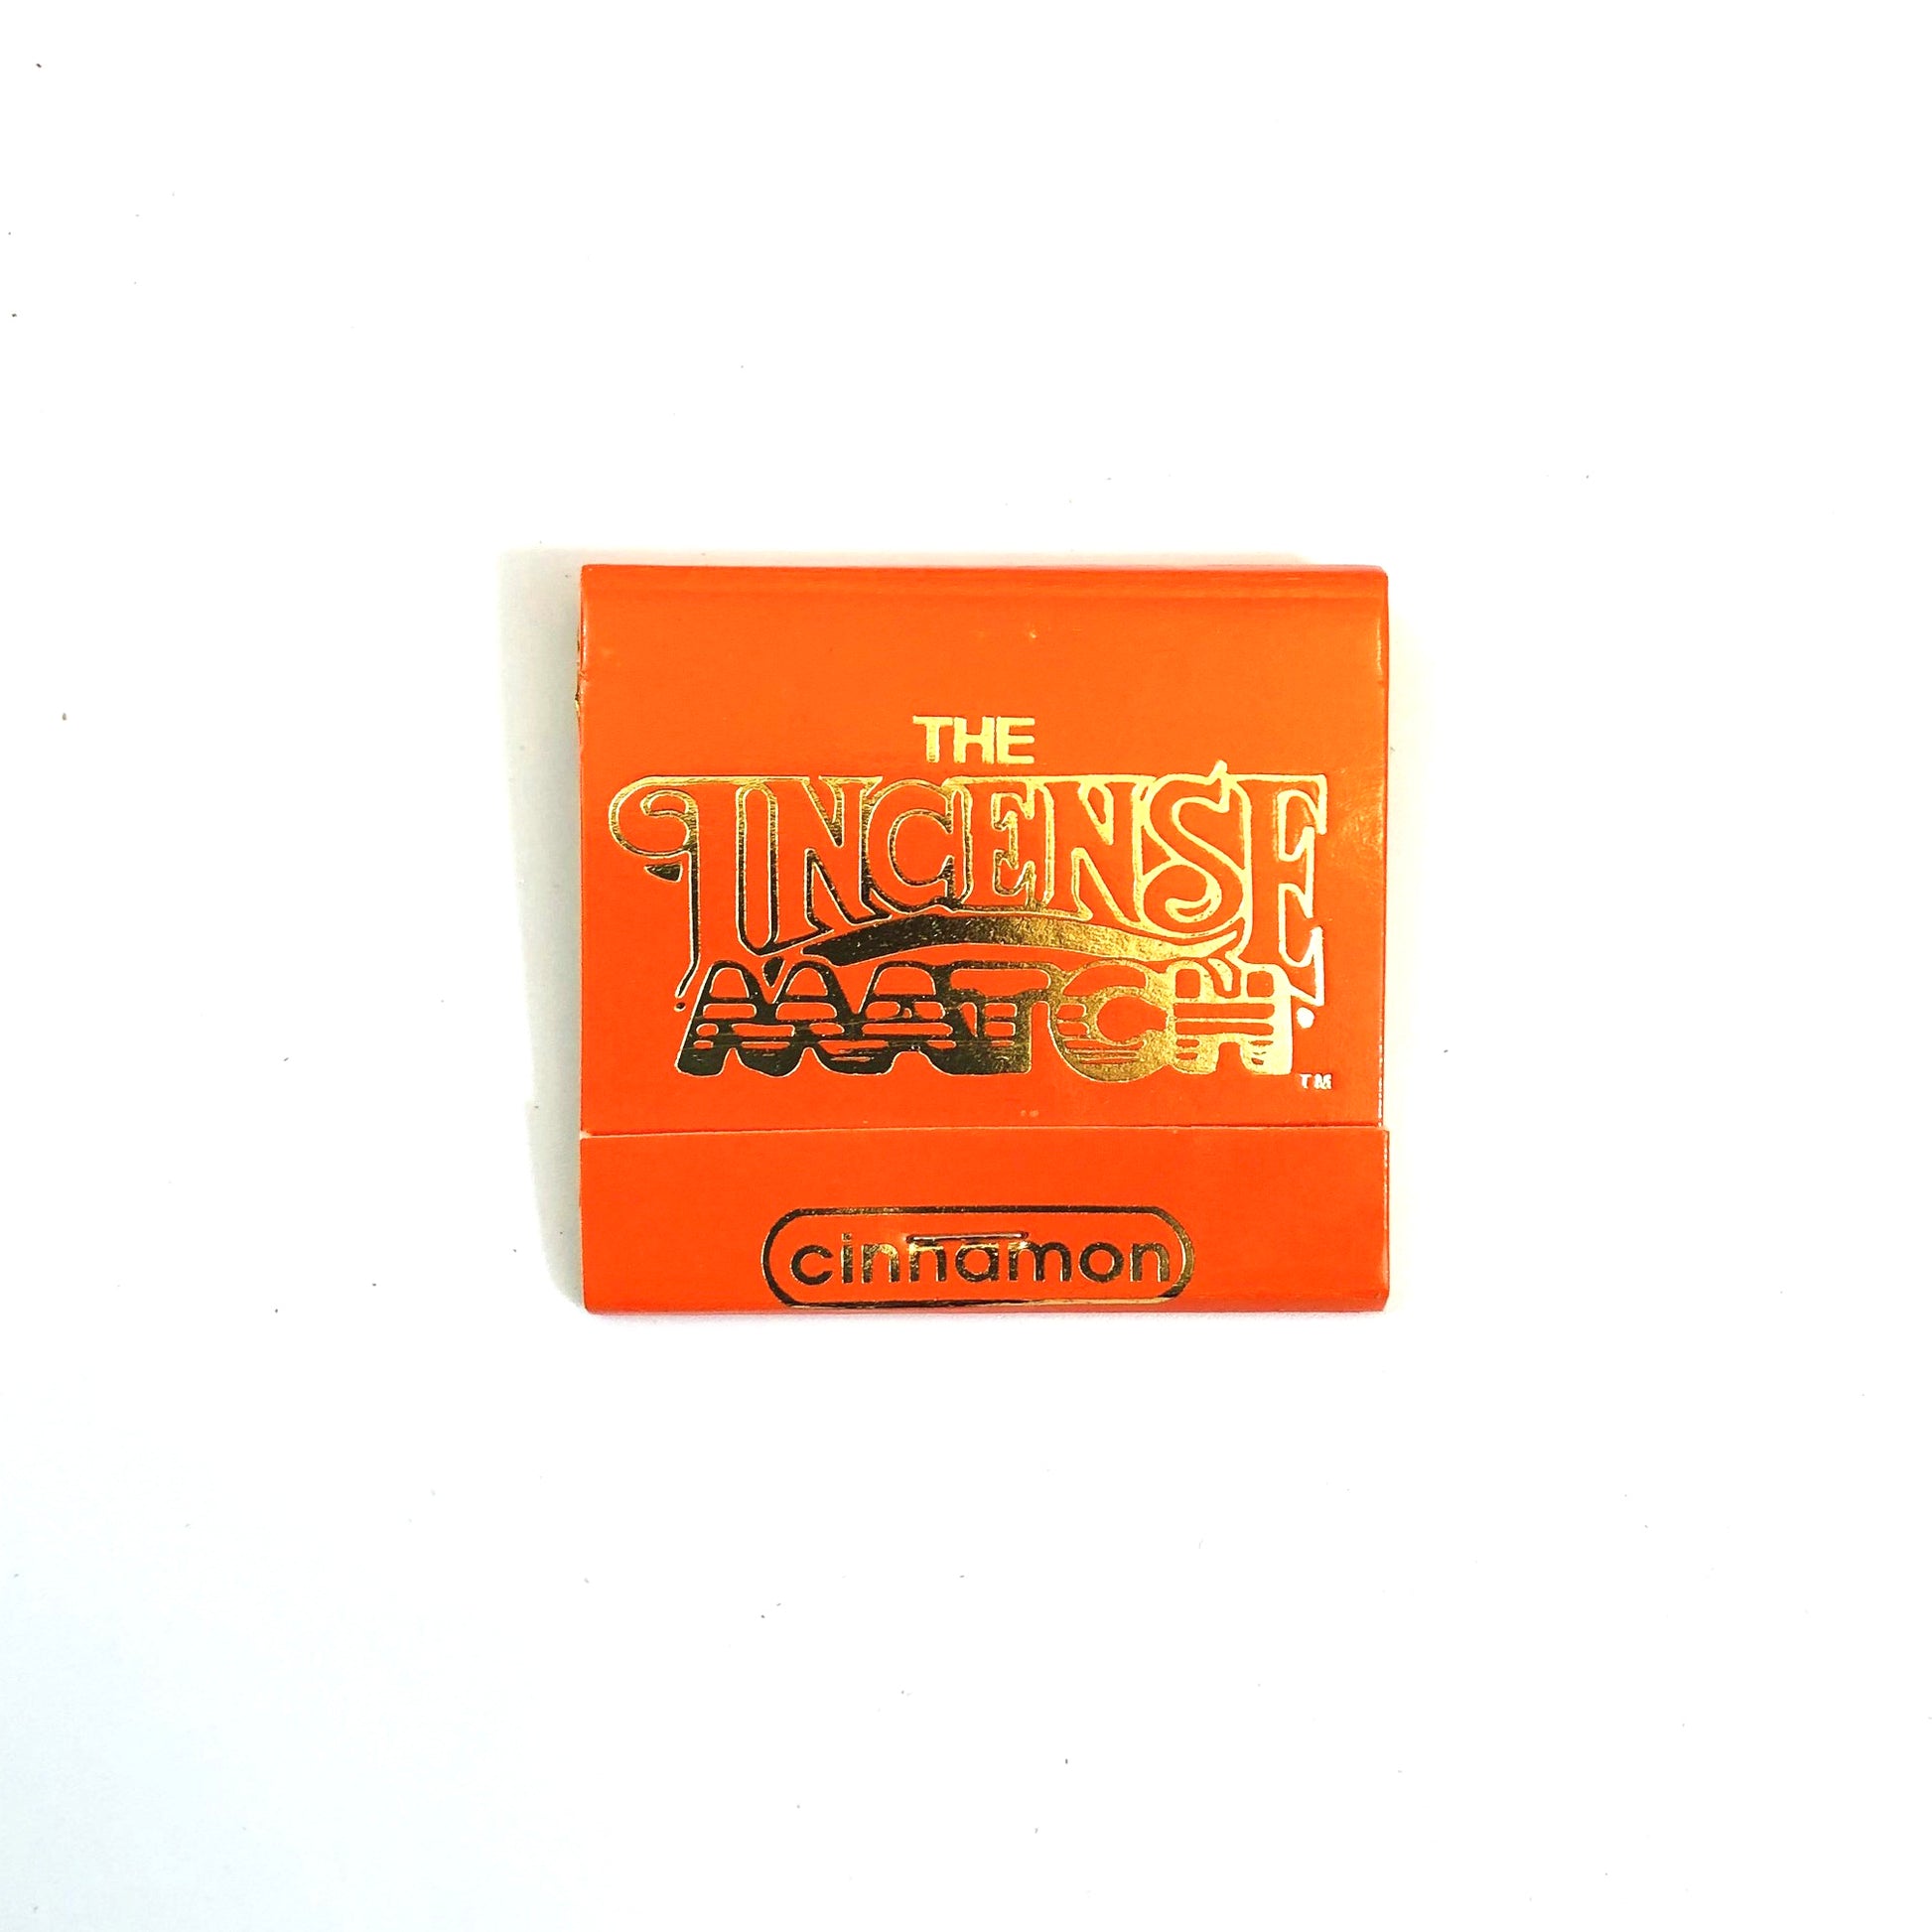 THE
INCENSE
MATCH
TM
cinnamon